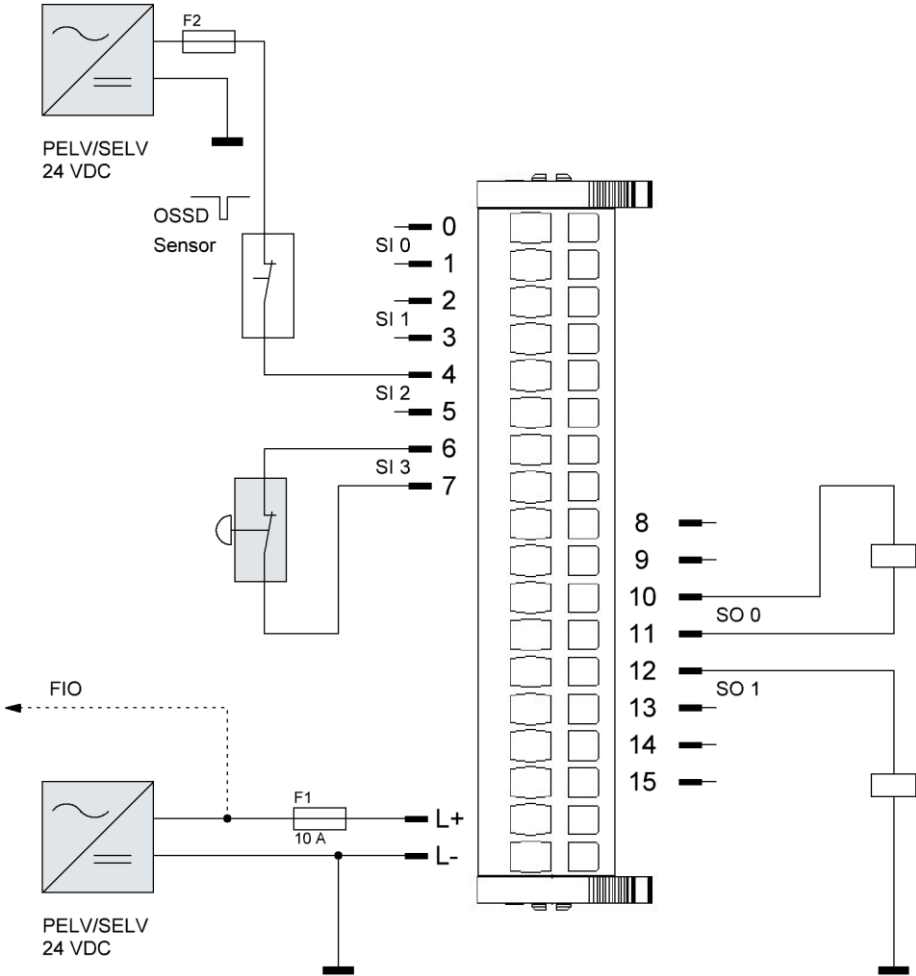 F2
PELV/SELV
24 VDC
OSSD
Sensor
0
SI 0
1
2
SI 1
3
4
SI 2
5
6
SI 3
7
8
9
10
SO 0
11
12
SO 1
13
14
15
FIO
F1
10 A
L+
L-
PELV/SELV
24 VDC